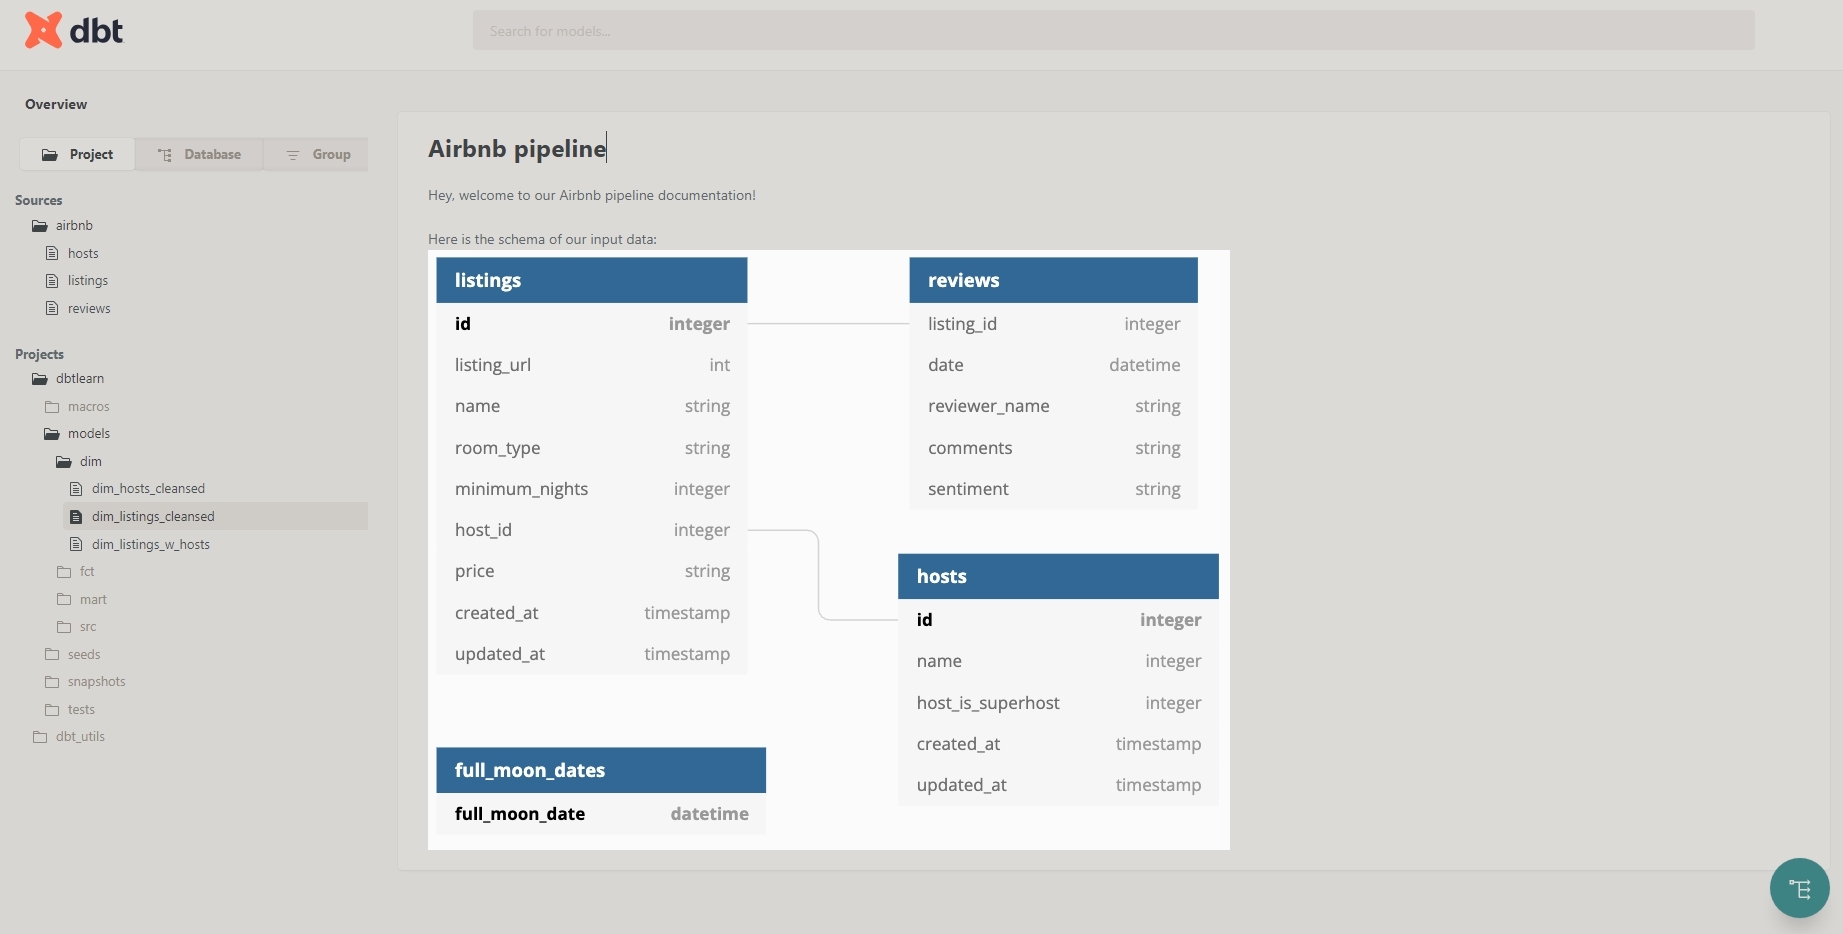 dbt
Search for models...
Overview
Project Database Group
Sources
airbnb
hosts
listings
reviews
Projects
dbtlearn
macros
models
dim
dim_hosts_cleansed
dim_listings_cleansed
dim_listings_w_hosts
fct
mart
src
seeds
snapshots
tests
dbt_utils
Airbnb pipeline
Hey, welcome to our Airbnb pipeline documentation!
Here is the schema of our input data:
listings
id integer
listing_url int
name string
room_type string
minimum_nights integer
host_id integer
price string
created_at timestamp
updated_at timestamp
reviews
listing_id integer
date datetime
reviewer_name string
comments string
sentiment string
hosts
id integer
name integer
host_is_superhost integer
created_at timestamp
updated_at timestamp
full_moon_dates
full_moon_date datetime